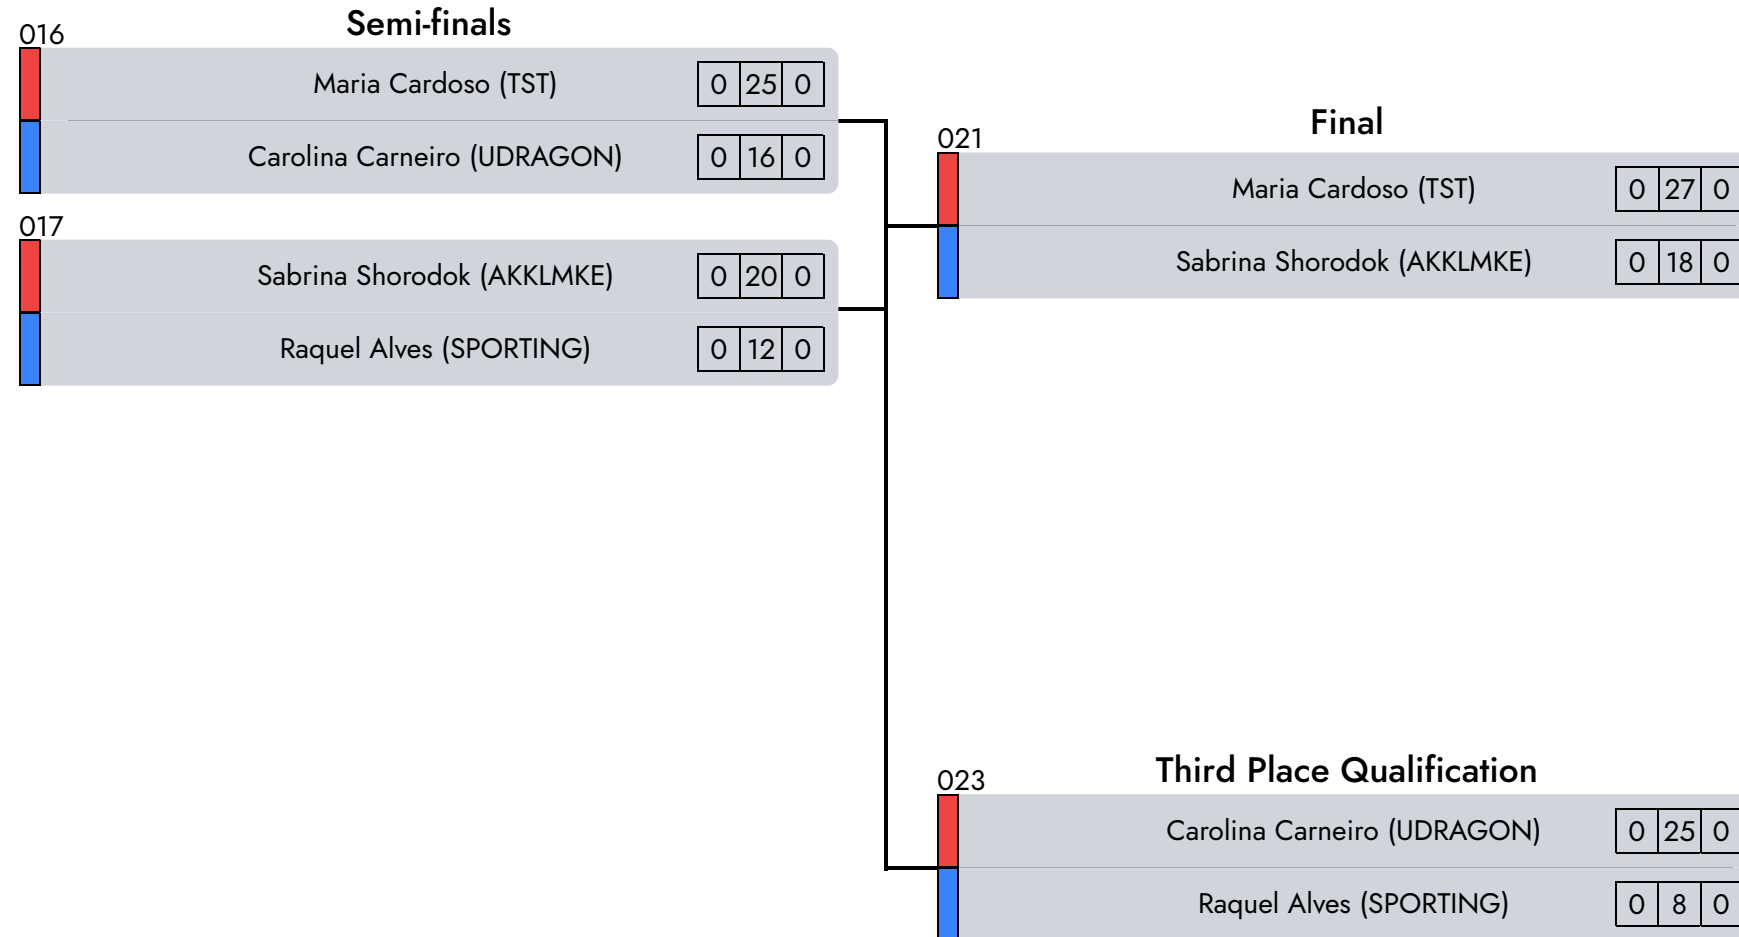 Semi-finals
016
Maria Cardoso (TST) 0 25 0
Carolina Carneiro (UDRAGON) 0 16 0
017
Sabrina Shorodok (AKKLMKE) 0 20 0
Raquel Alves (SPORTING) 0 12 0
Final
021
Maria Cardoso (TST) 0 27 0
Sabrina Shorodok (AKKLMKE) 0 18 0
Third Place Qualification
023
Carolina Carneiro (UDRAGON) 0 25 0
Raquel Alves (SPORTING) 0 8 0